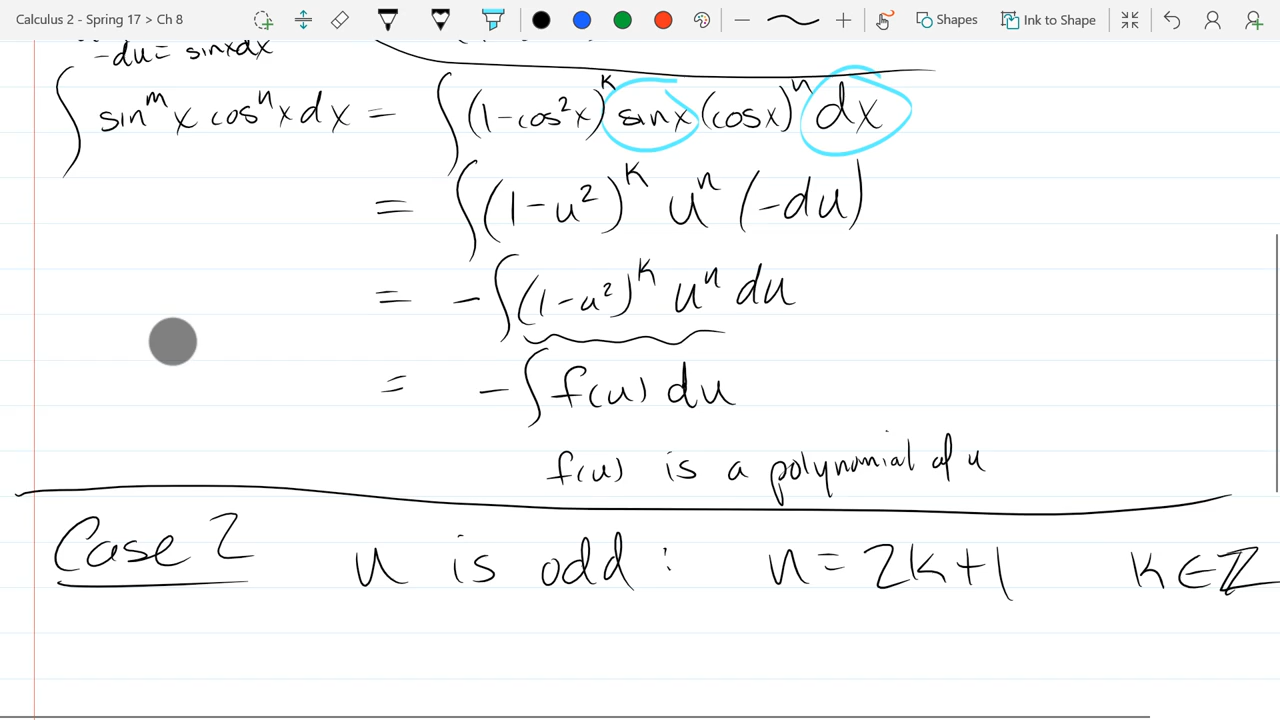 Calculus 2 - Spring 17 > Ch 8
Shapes
Ink to Shape
-du = sinxdx
∫ sin^m x cos^n x dx = ∫ (1-cos²x)^k sinx (cosx)^n dx
= ∫ (1-u²)^k u^n (-du)
= -∫ (1-u²)^k u^n du
= -∫ f(u) du
f(u) is a polynomial of u
Case 2 n is odd : n = 2k+1 k ∈ ℤ